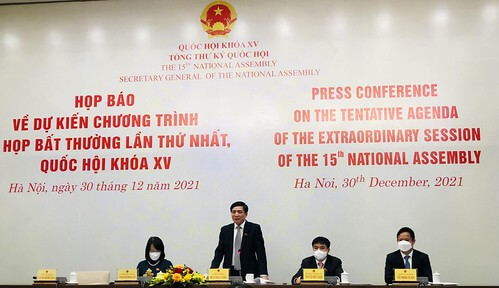 QUỐC HỘI KHÓA XV
TỔNG THƯ KÝ QUỐC HỘI
THE 15TH NATIONAL ASSEMBLY
SECRETARY GENERAL OF THE NATIONAL ASSEMBLY
HỌP BÁO
VỀ DỰ KIẾN CHƯƠNG TRÌNH
HỌP BẤT THƯỜNG LẦN THỨ NHẤT,
QUỐC HỘI KHÓA XV
Hà Nội, ngày 30 tháng 12 năm 2021
PRESS CONFERENCE
ON THE TENTATIVE AGENDA
OF THE EXTRAORDINARY SESSION
OF THE 15th NATIONAL ASSEMBLY
Ha Noi, 30th December, 2021